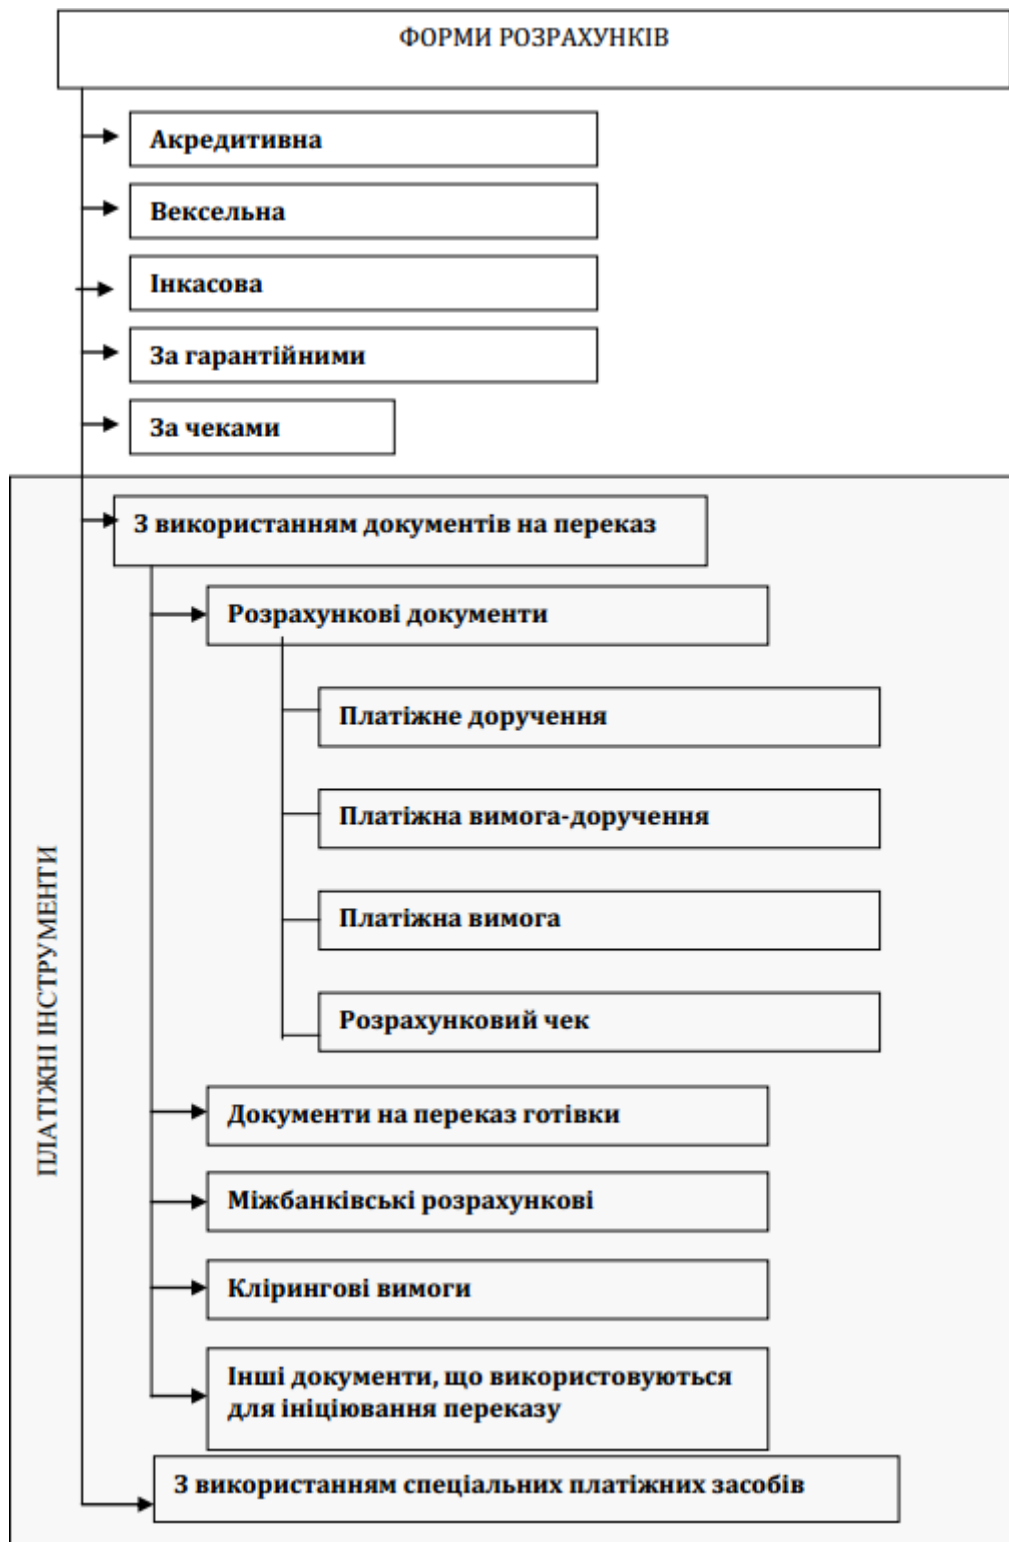 ФОРМИ РОЗРАХУНКІВ
Акредитивна
Вексельна
Інкасова
За гарантійними
За чеками
З використанням документів на переказ
Розрахункові документи
Платіжне доручення
Платіжна вимога-доручення
Платіжна вимога
Розрахунковий чек
Документи на переказ готівки
Міжбанківські розрахункові
Клірингові вимоги
Інші документи, що використовуються
для ініціювання переказу
З використанням спеціальних платіжних засобів
ПЛАТІЖНІ ІНСТРУМЕНТИ